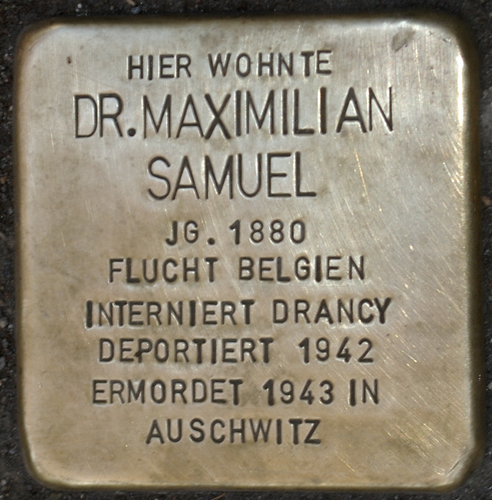 HIER WOHNTE
DR. MAXIMILIAN
SAMUEL
JG. 1880
FLUCHT BELGIEN
INTERNIERT DRANCY
DEPORTIERT 1942
ERMORDET 1943 IN
AUSCHWITZ